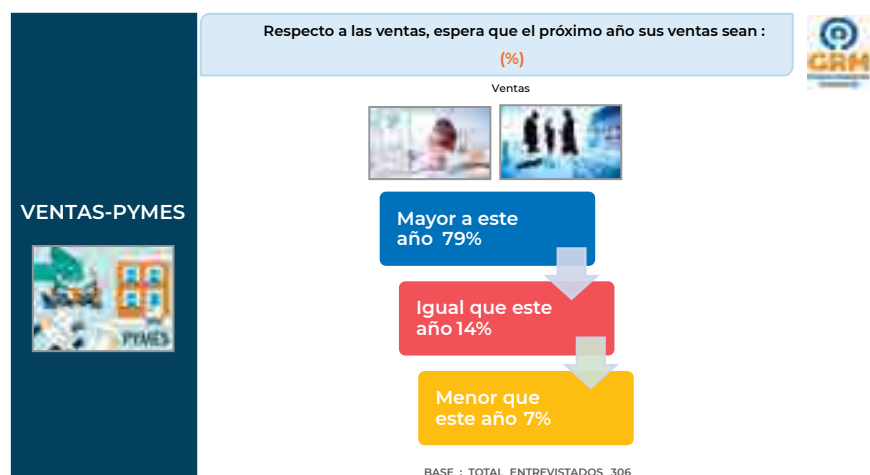 Respecto a las ventas, espera que el próximo año sus ventas sean :
(%)
GRM
Ventas
VENTAS-PYMES
PYMES
Mayor a este
año 79%
Igual que este
año 14%
Menor que
este año 7%
BASE : TOTAL ENTREVISTADOS 306